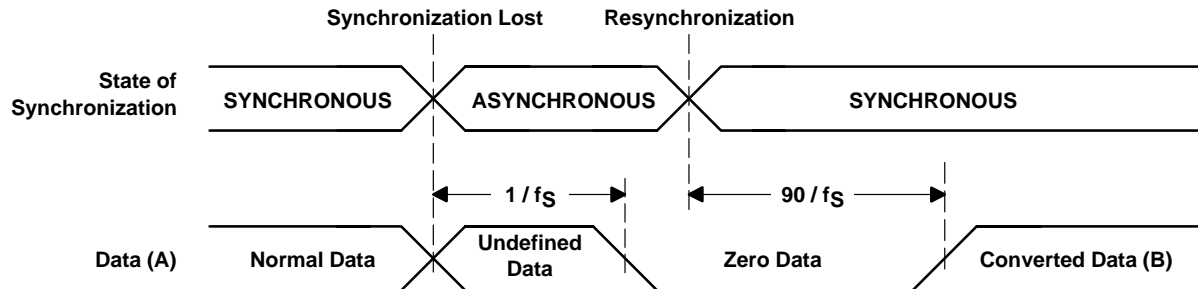 Synchronization Lost
Resynchronization
State of
Synchronization
SYNCHRONOUS
ASYNCHRONOUS
SYNCHRONOUS
1 / fS
90 / fS
Data (A)
Normal Data
Undefined
Data
Zero Data
Converted Data (B)